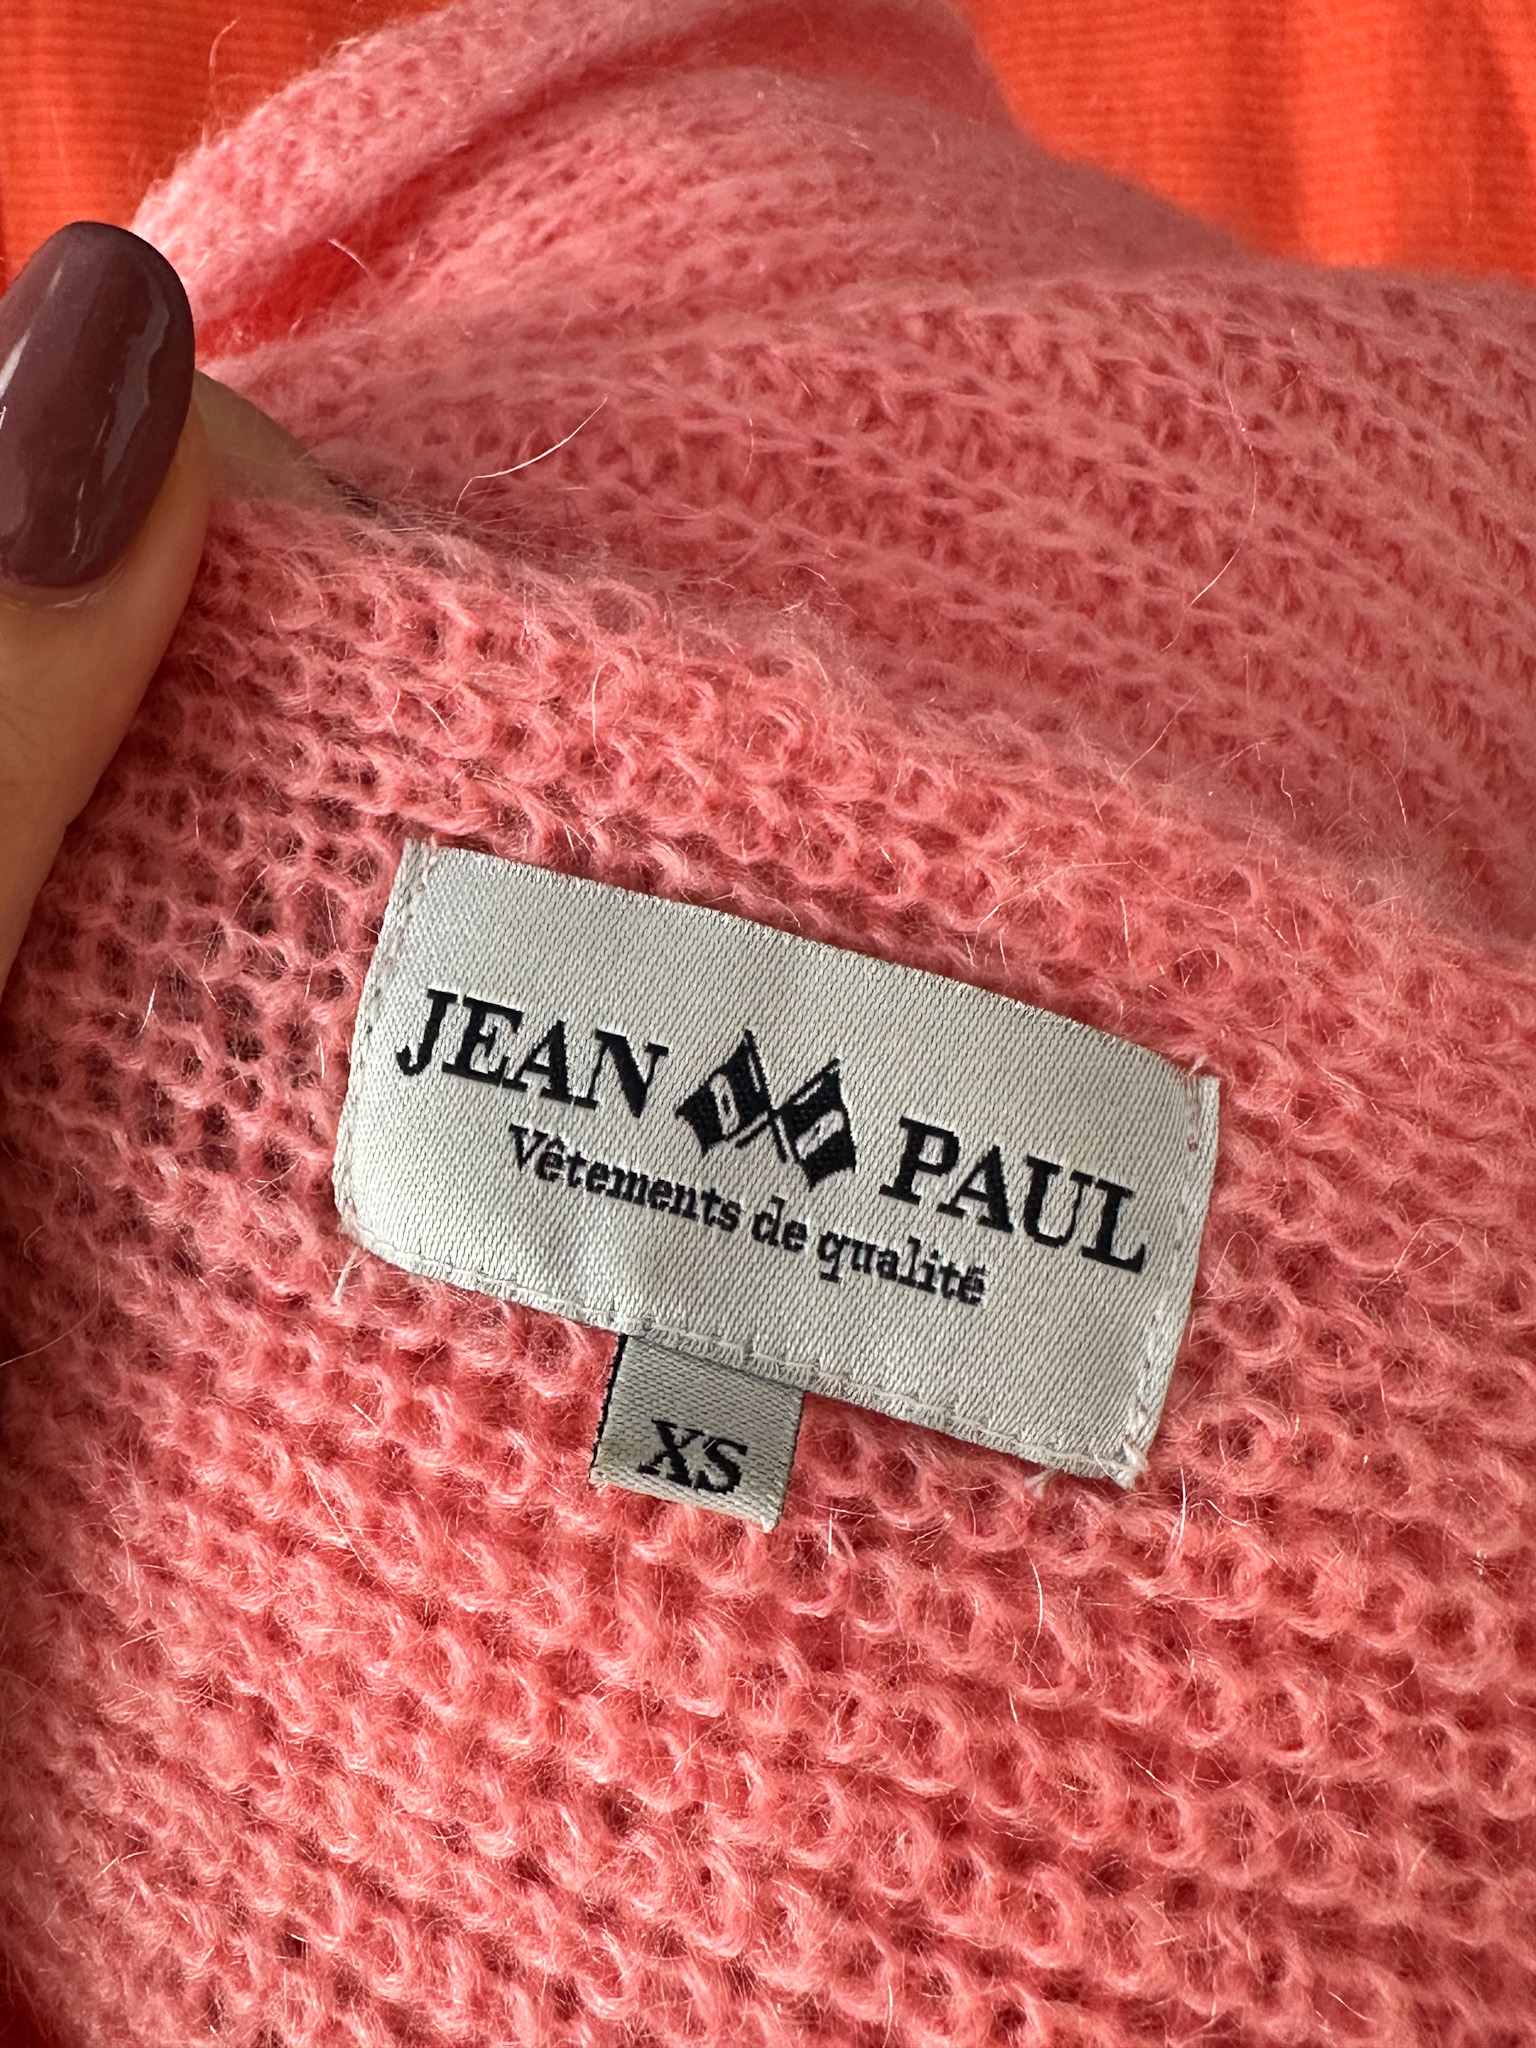 JEAN PAUL
Vêtements de qualité
XS